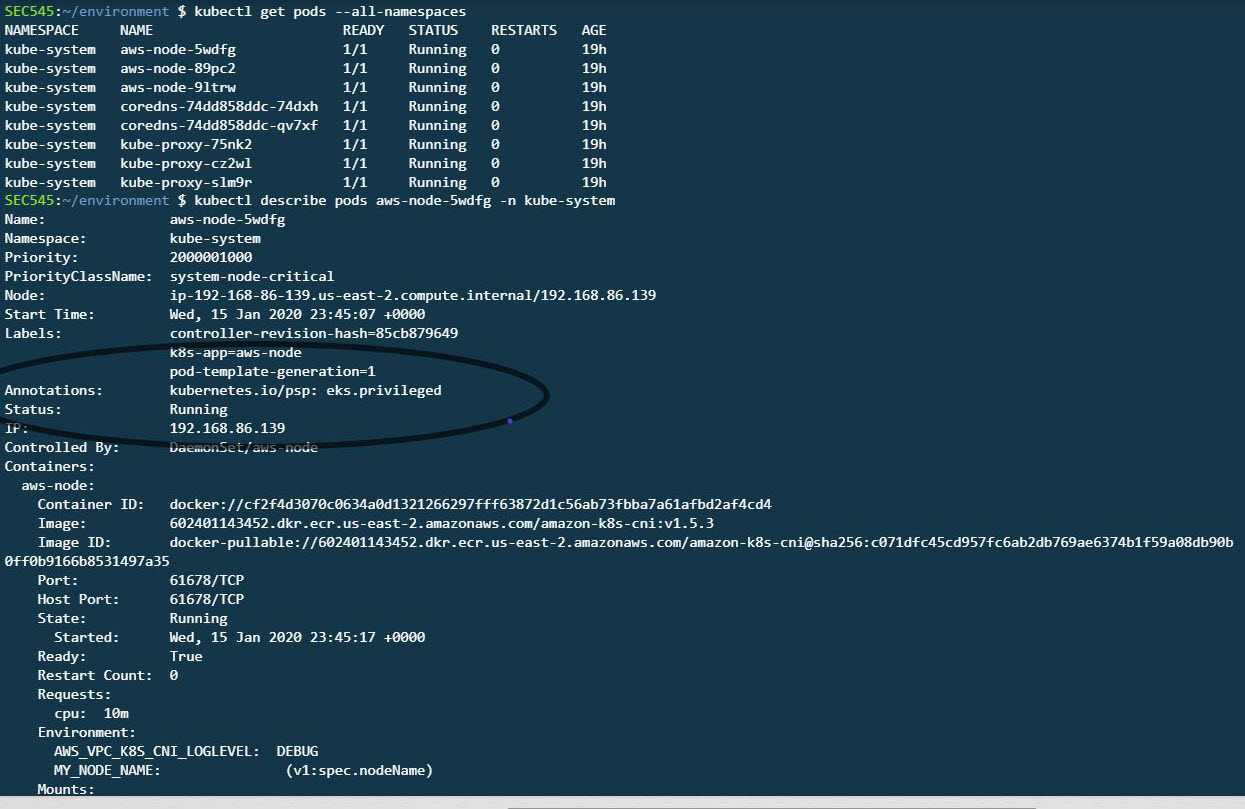 SEC545:~/environment $ kubectl get pods --all-namespaces
NAMESPACE     NAME                       READY   STATUS    RESTARTS   AGE
kube-system   aws-node-5wdfg             1/1     Running   0          19h
kube-system   aws-node-89pc2             1/1     Running   0          19h
kube-system   aws-node-9ltrw             1/1     Running   0          19h
kube-system   coredns-74dd858ddc-74dxh   1/1     Running   0          19h
kube-system   coredns-74dd858ddc-qv7xf   1/1     Running   0          19h
kube-system   kube-proxy-75nk2           1/1     Running   0          19h
kube-system   kube-proxy-cz2wl           1/1     Running   0          19h
kube-system   kube-proxy-slm9r           1/1     Running   0          19h
SEC545:~/environment $ kubectl describe pods aws-node-5wdfg -n kube-system
Name:               aws-node-5wdfg
Namespace:          kube-system
Priority:           2000001000
PriorityClassName:  system-node-critical
Node:               ip-192-168-86-139.us-east-2.compute.internal/192.168.86.139
Start Time:         Wed, 15 Jan 2020 23:45:07 +0000
Labels:             controller-revision-hash=85cb879649
                    k8s-app=aws-node
                    pod-template-generation=1
Annotations:        kubernetes.io/psp: eks.privileged
Status:             Running
IP:                 192.168.86.139
Controlled By:      DaemonSet/aws-node
Containers:
  aws-node:
    Container ID:   docker://cf2f4d3070c0634a0d1321266297fff63872d1c56ab73fbba7a61afbd2af4cd4
    Image:          602401143452.dkr.ecr.us-east-2.amazonaws.com/amazon-k8s-cni:v1.5.3
    Image ID:       docker-pullable://602401143452.dkr.ecr.us-east-2.amazonaws.com/amazon-k8s-cni@sha256:c071dfc45cd957fc6ab2db769ae6374b1f59a08db90b
0ff0b9166b8531497a35
    Port:           61678/TCP
    Host Port:      61678/TCP
    State:          Running
      Started:      Wed, 15 Jan 2020 23:45:17 +0000
    Ready:          True
    Restart Count:  0
    Requests:
      cpu:  10m
    Environment:
      AWS_VPC_K8S_CNI_LOGLEVEL:  DEBUG
      MY_NODE_NAME:               (v1:spec.nodeName)
    Mounts: